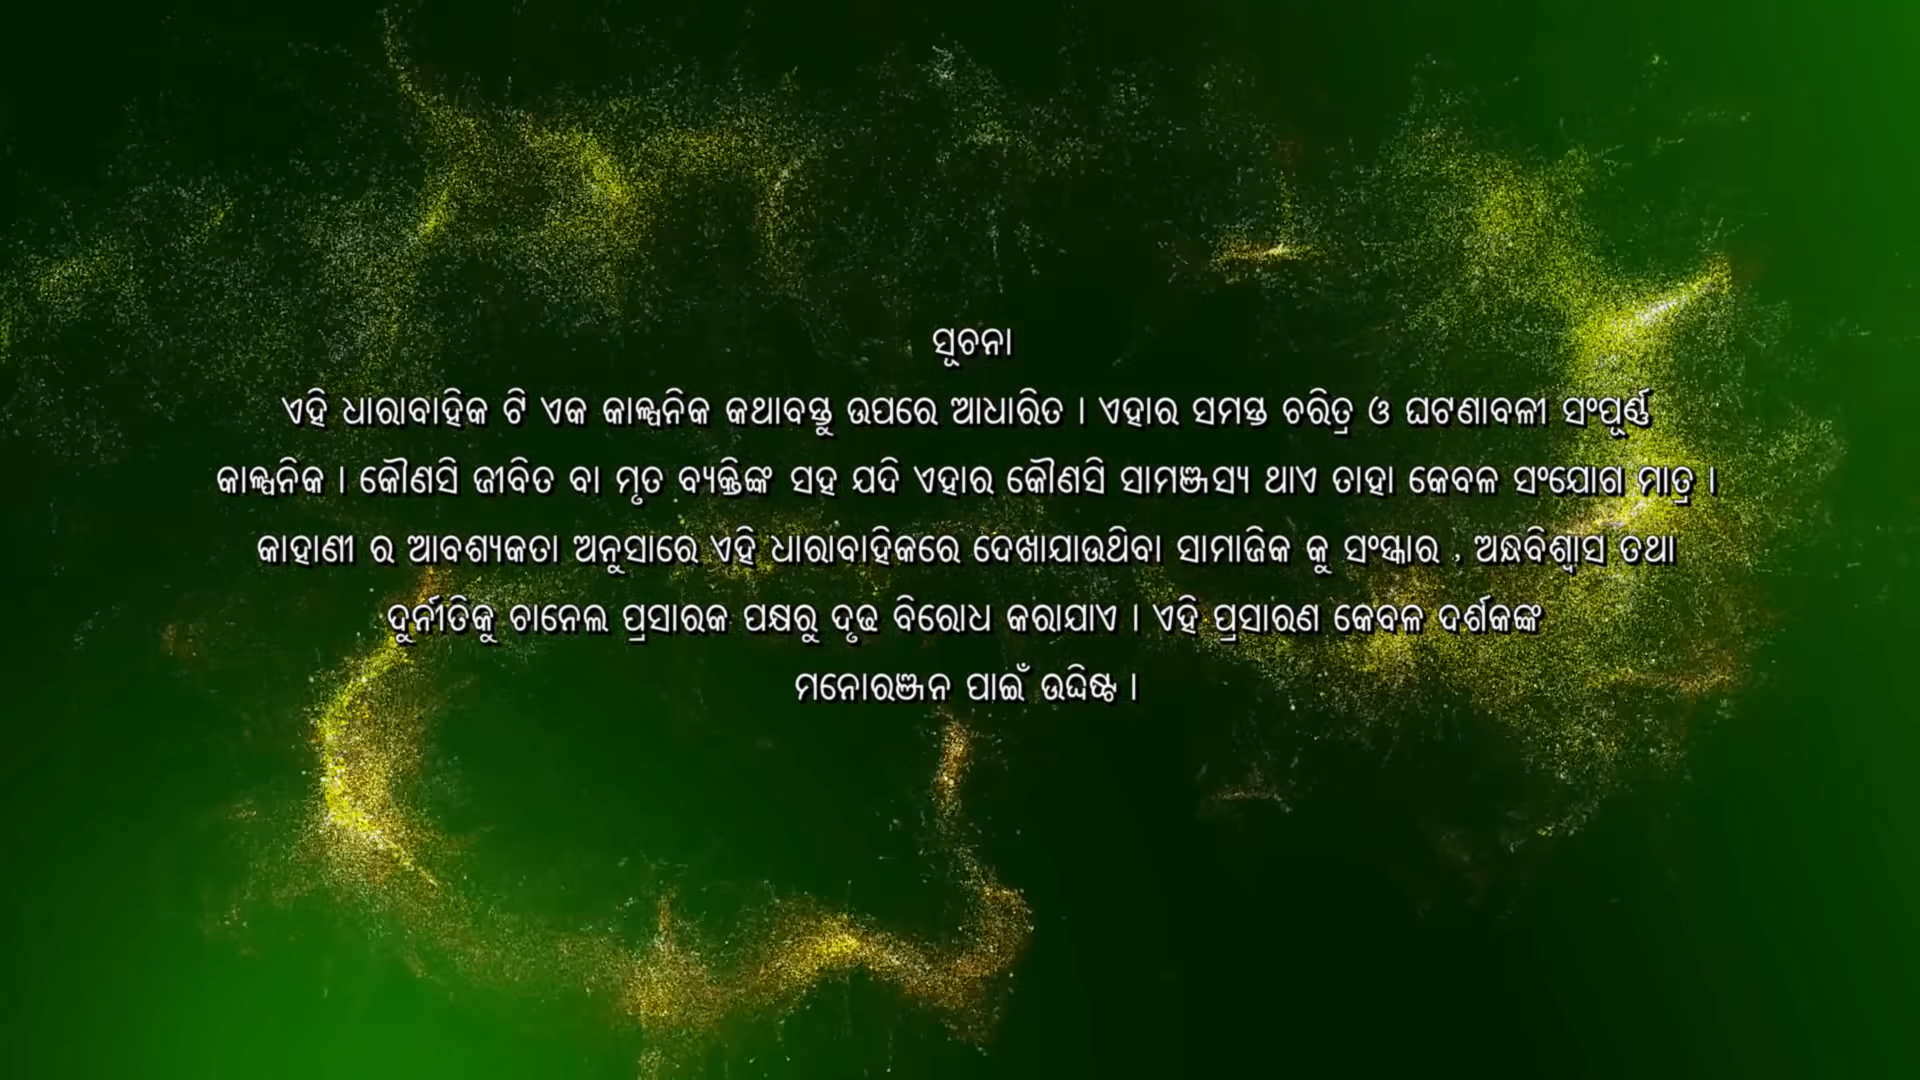 ସୂଚନା
ଏହି ଧାରାବାହିକ ଟି ଏକ କାଳ୍ପନିକ କଥାବସ୍ତୁ ଉପରେ ଆଧାରିତ । ଏହାର ସମସ୍ତ ଚରିତ୍ର ଓ ଘଟଣାବଳୀ ସଂପୂର୍ଣ୍ଣ
କାଳ୍ପନିକ । କୌଣସି ଜୀବିତ ବା ମୃତ ବ୍ୟକ୍ତିଙ୍କ ସହ ଯଦି ଏହାର କୌଣସି ସାମଞ୍ଜସ୍ୟ ଥାଏ ତାହା କେବଳ ସଂଯୋଗ ମାତ୍ର ।
କାହାଣୀ ର ଆବଶ୍ୟକତା ଅନୁସାରେ ଏହି ଧାରାବାହିକରେ ଦେଖାଯାଉଥିବା ସାମାଜିକ କୁ ସଂସ୍କାର , ଅନ୍ଧବିଶ୍ୱାସ ତଥା
ଦୁର୍ନୀତିକୁ ଚାନେଲ ପ୍ରସାରକ ପକ୍ଷରୁ ଦୃଢ ବିରୋଧ କରାଯାଏ । ଏହି ପ୍ରସାରଣ କେବଳ ଦର୍ଶକଙ୍କ
ମନୋରଞ୍ଜନ ପାଇଁ ଉଦ୍ଦିଷ୍ଟ ।